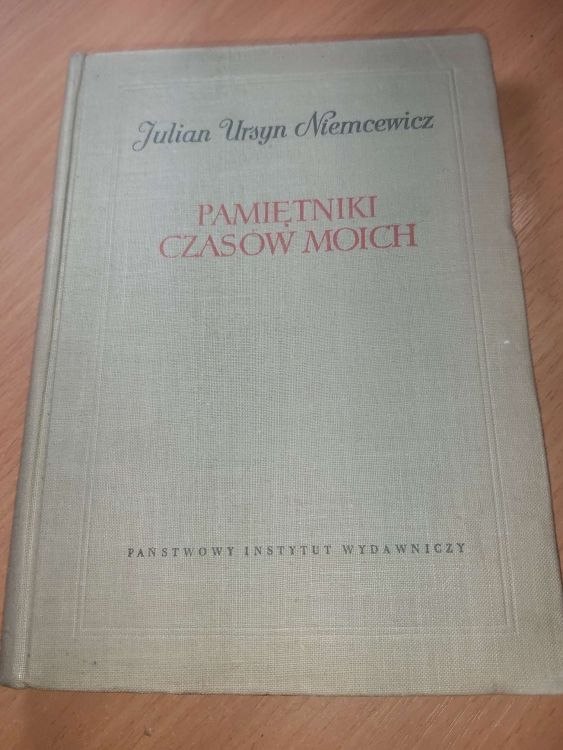 Julian Ursyn Niemcewicz
PAMIĘTNIKI
CZASÓW MOICH
PAŃSTWOWY INSTYTUT WYDAWNICZY